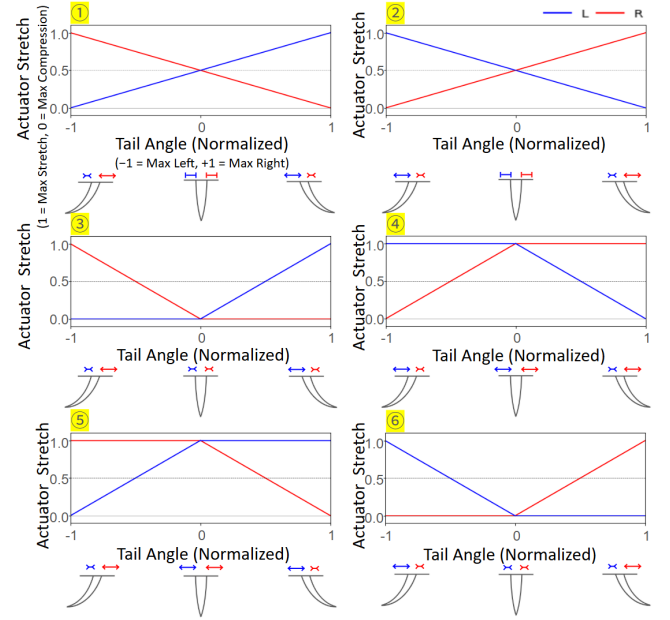 ① ② L R
Actuator Stretch
(1 = Max Stretch, 0 = Max Compression)
1.0
0.5
0.0
-1 0 1
Tail Angle (Normalized)
(−1 = Max Left, +1 = Max Right)
Actuator Stretch
1.0
0.5
0.0
-1 0 1
Tail Angle (Normalized)
③ ④
Actuator Stretch
1.0
0.5
0.0
-1 0 1
Tail Angle (Normalized)
Actuator Stretch
1.0
0.5
0.0
-1 0 1
Tail Angle (Normalized)
⑤ ⑥
Actuator Stretch
1.0
0.5
0.0
-1 0 1
Tail Angle (Normalized)
Actuator Stretch
1.0
0.5
0.0
-1 0 1
Tail Angle (Normalized)